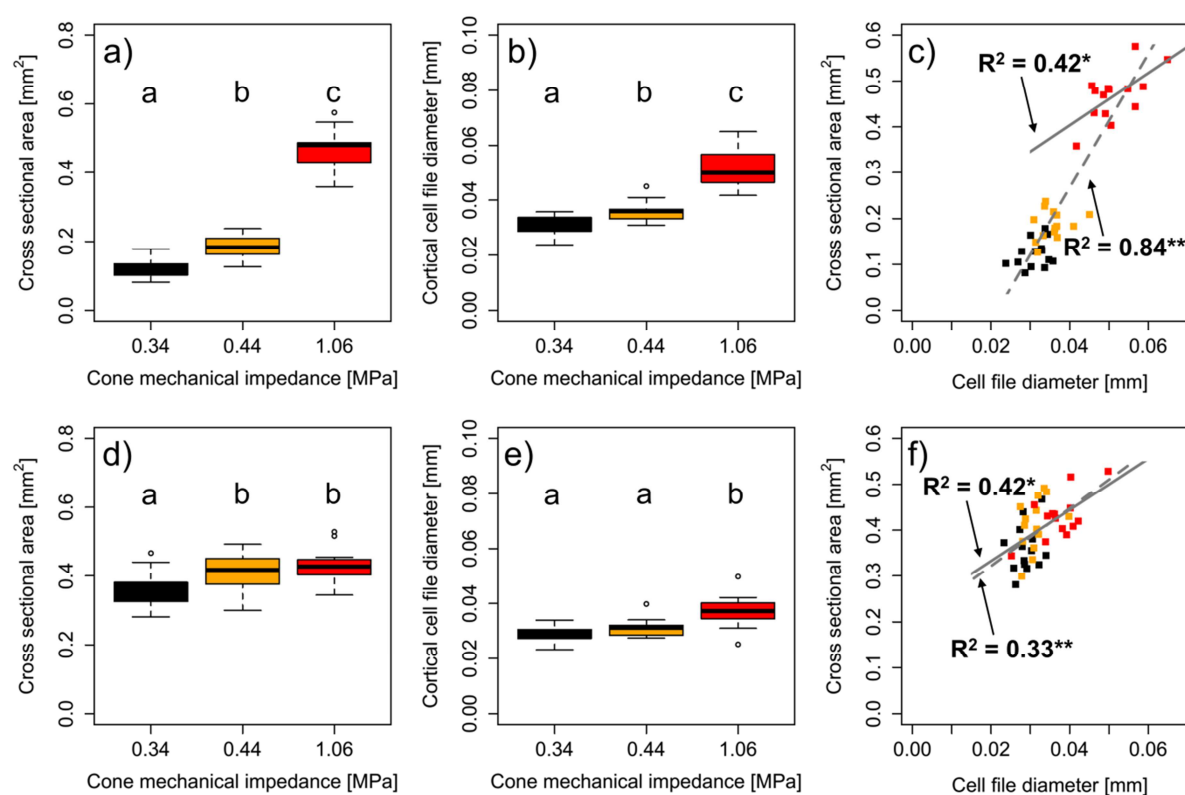 a)
Cross sectional area [mm²]
0.0 0.2 0.4 0.6 0.8
a b c
0.34 0.44 1.06
Cone mechanical impedance [MPa]
b)
Cortical cell file diameter [mm]
0.00 0.02 0.04 0.06 0.08 0.10
a b c
0.34 0.44 1.06
Cone mechanical impedance [MPa]
c)
Cross sectional area [mm²]
0.0 0.1 0.2 0.3 0.4 0.5 0.6
R² = 0.42*
R² = 0.84**
0.00 0.02 0.04 0.06
Cell file diameter [mm]
d)
Cross sectional area [mm²]
0.0 0.2 0.4 0.6 0.8
a b b
0.34 0.44 1.06
Cone mechanical impedance [MPa]
e)
Cortical cell file diameter [mm]
0.00 0.02 0.04 0.06 0.08 0.10
a a b
0.34 0.44 1.06
Cone mechanical impedance [MPa]
f)
Cross sectional area [mm²]
0.0 0.1 0.2 0.3 0.4 0.5 0.6
R² = 0.42*
R² = 0.33**
0.00 0.02 0.04 0.06
Cell file diameter [mm]